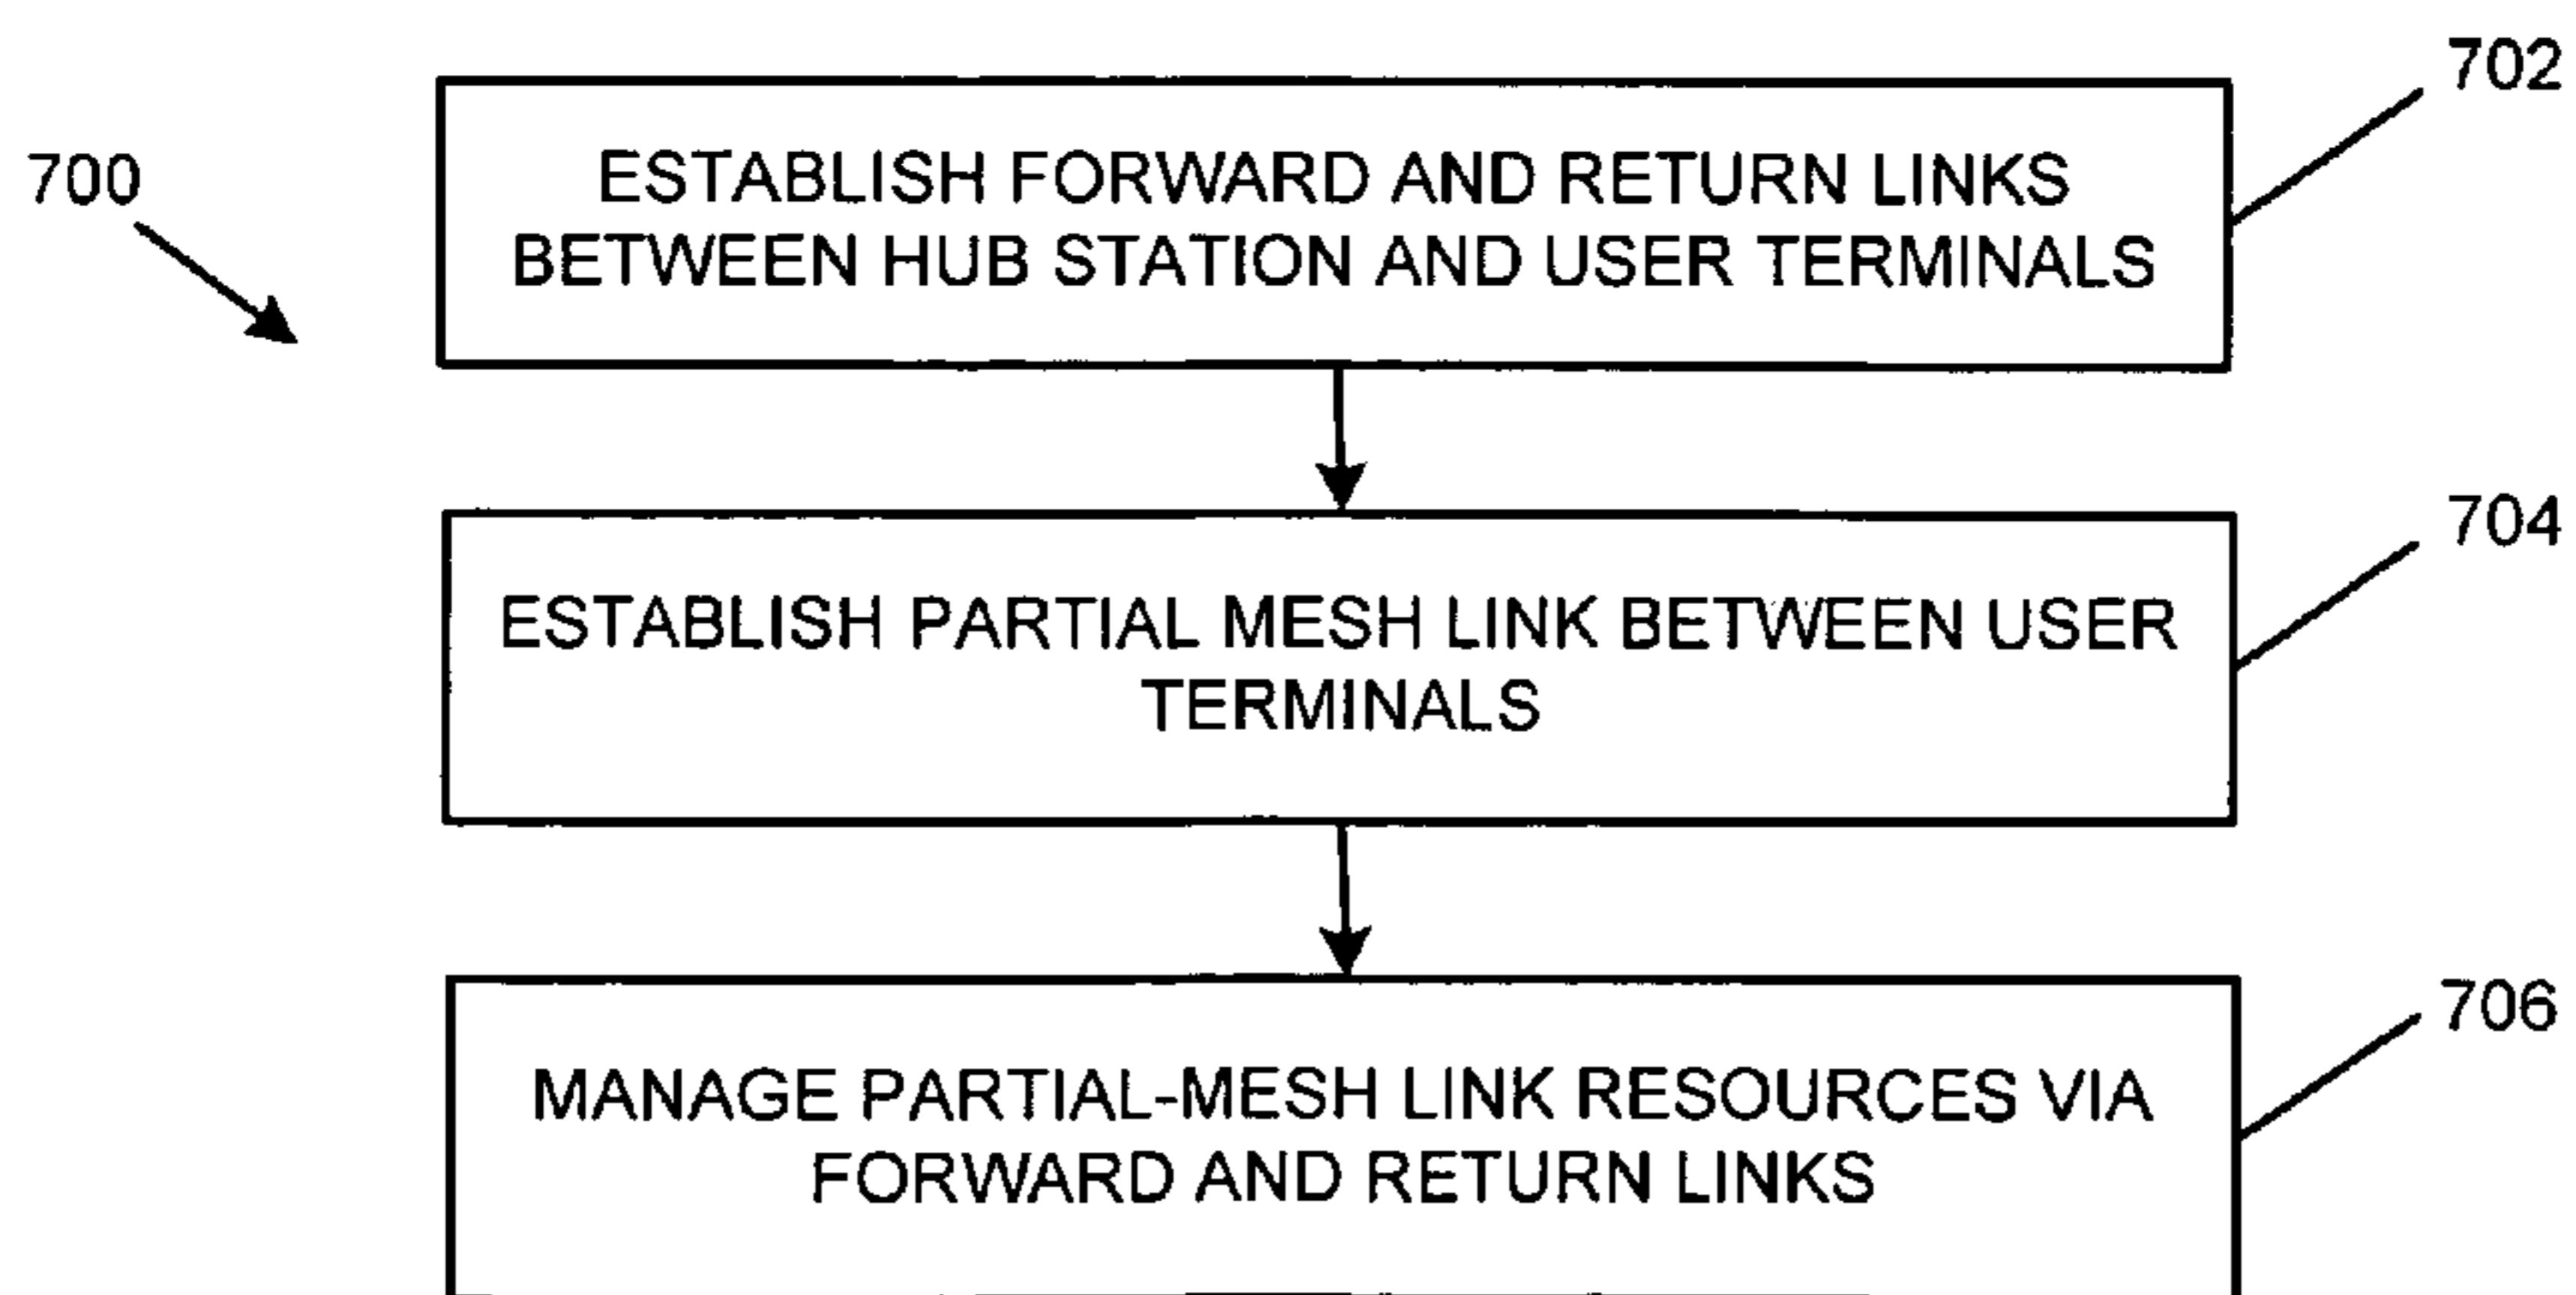 702
700
ESTABLISH FORWARD AND RETURN LINKS
BETWEEN HUB STATION AND USER TERMINALS
704
ESTABLISH PARTIAL MESH LINK BETWEEN USER
TERMINALS
706
MANAGE PARTIAL-MESH LINK RESOURCES VIA
FORWARD AND RETURN LINKS